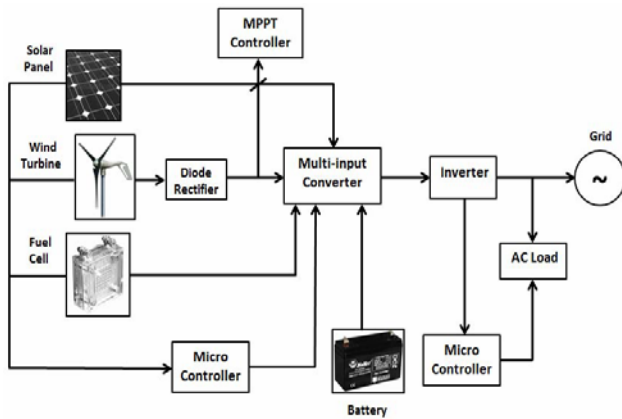 MPPT
Controller
Solar
Panel
Wind
Turbine
Diode
Rectifier
Multi-input
Converter
Inverter
Grid
~
Fuel
Cell
AC Load
Micro
Controller
Micro
Controller
Battery